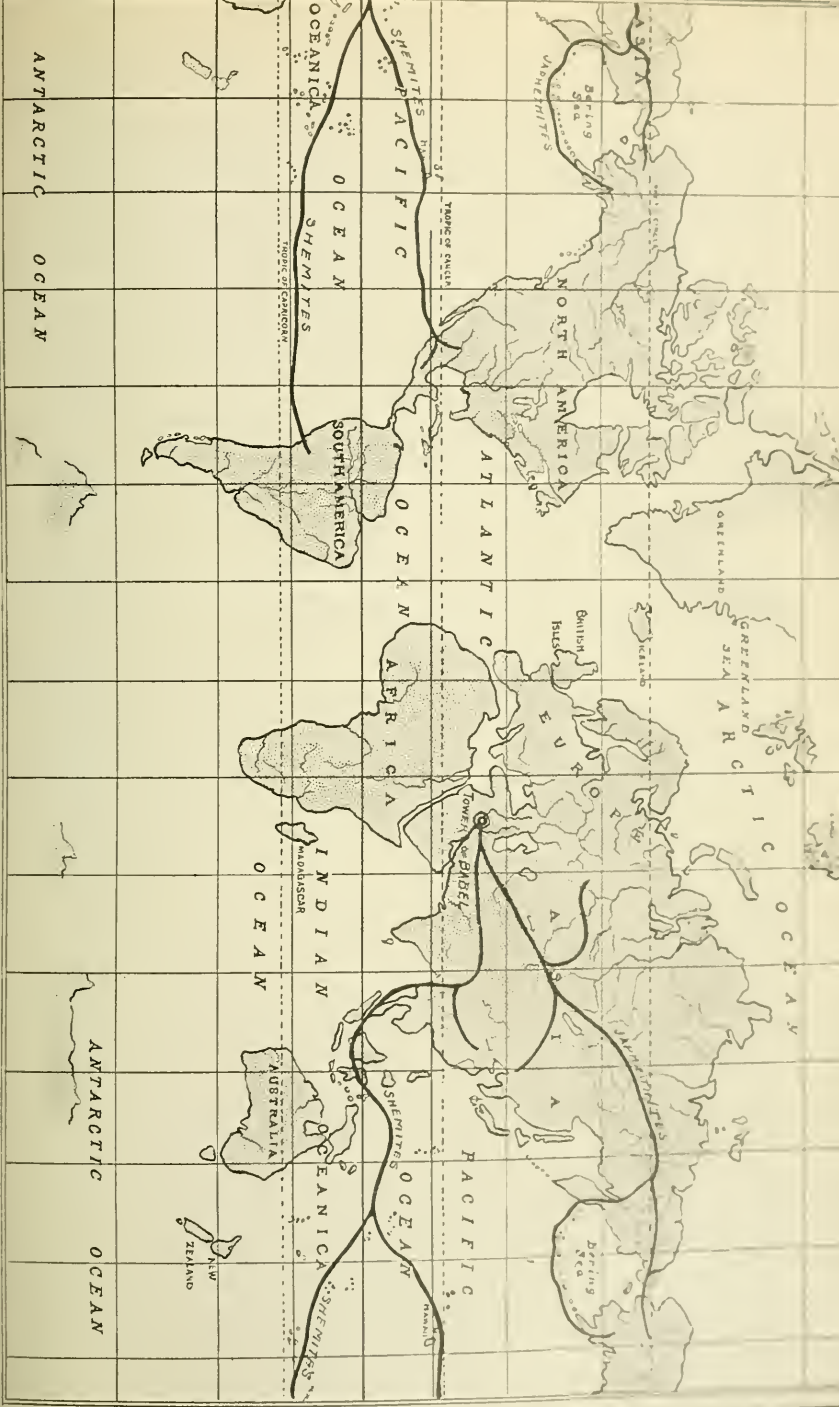 ARCTIC OCEAN
GREENLAND SEA
GREENLAND
ICELAND
ASIA
Bering Sea
JAPHEMITES
NORTH AMERICA
BRITISH ISLES
EUROPE
ASIA
Bering Sea
ATLANTIC
OCEAN
TOWER OF BABEL
TROPIC OF CANCER
PACIFIC
OCEAN
SHEMITES
SHEMITES
OCEANICA
TROPIC OF CAPRICORN
SOUTH AMERICA
AFRICA
MADAGASCAR
INDIAN
OCEAN
AUSTRALIA
OCEANICA
PACIFIC
OCEAN
SHEMITES
SHEMITES
HAWAII
NEW
ZEALAND
ANTARCTIC OCEAN
ANTARCTIC OCEAN